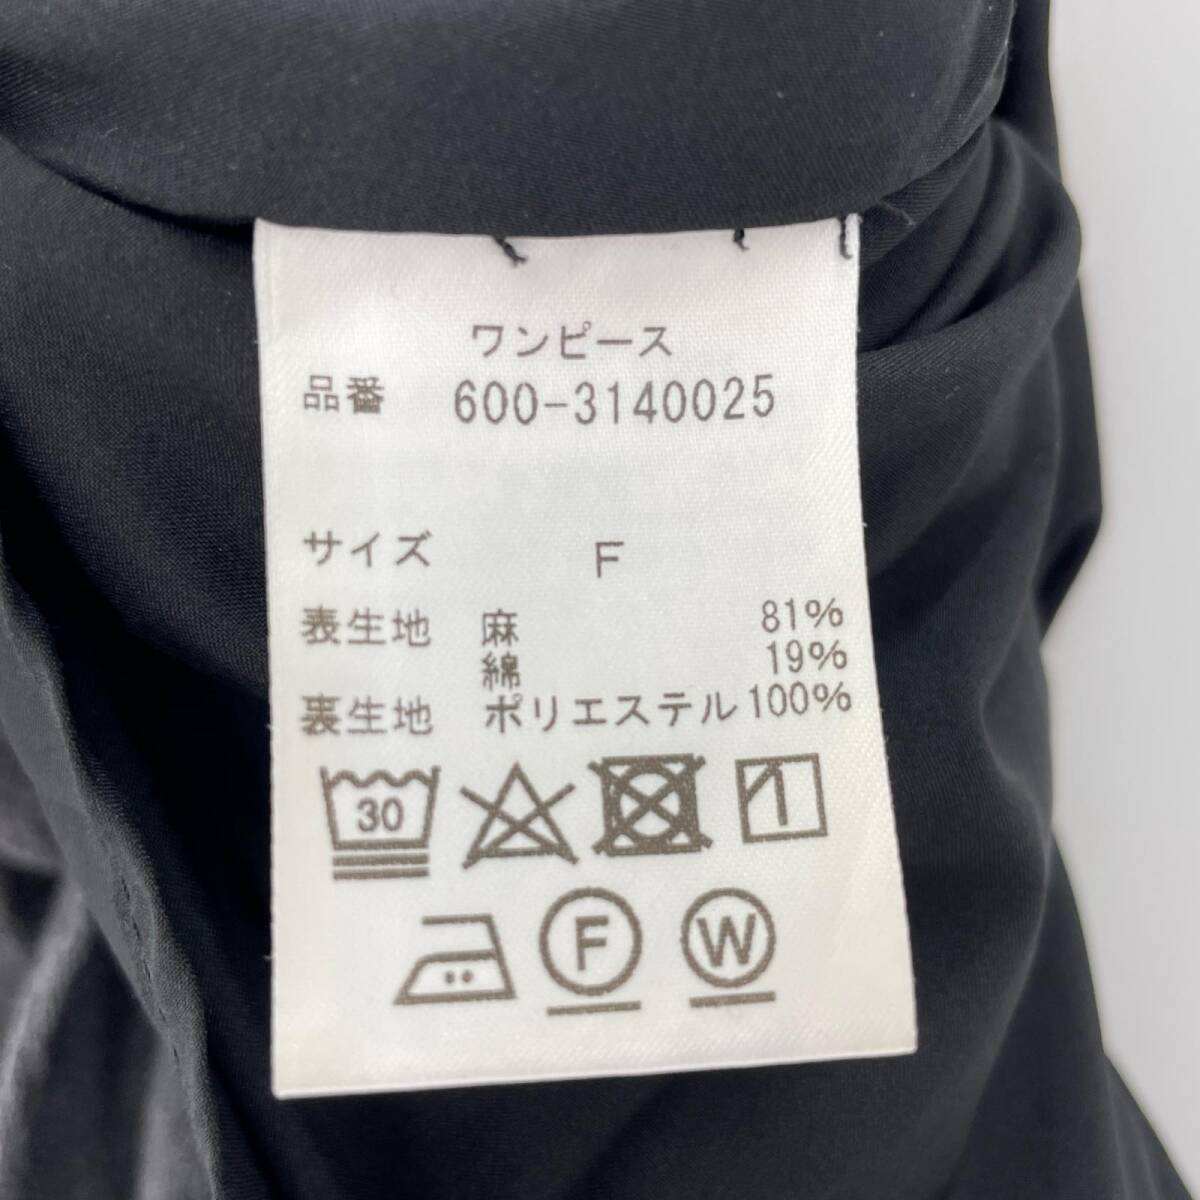 ワンピース
品番 600-3140025
サイズ F
表生地 麻 81%
綿 19%
裏生地 ポリエステル 100%
30
F W